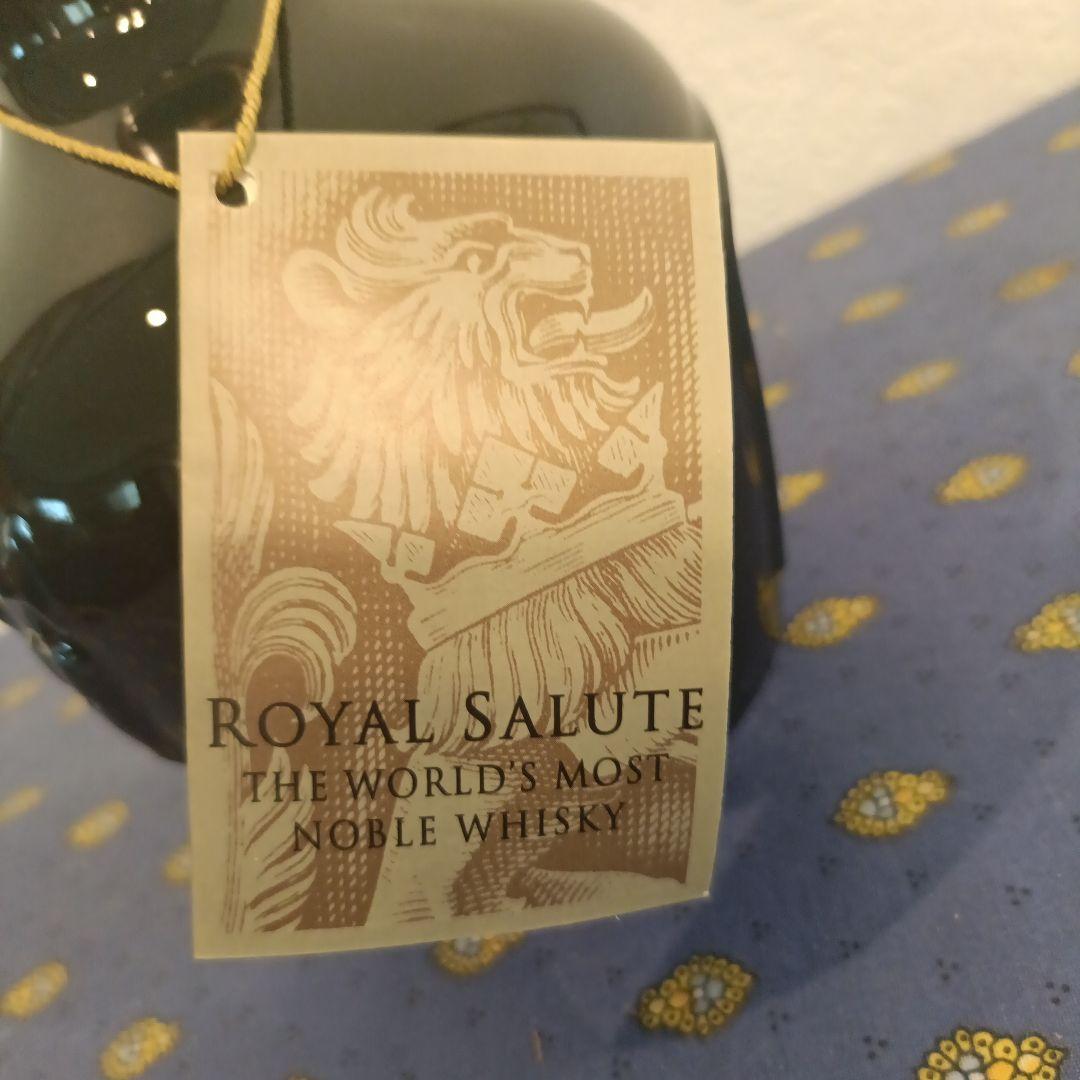 ROYAL SALUTE
THE WORLD'S MOST
NOBLE WHISKY